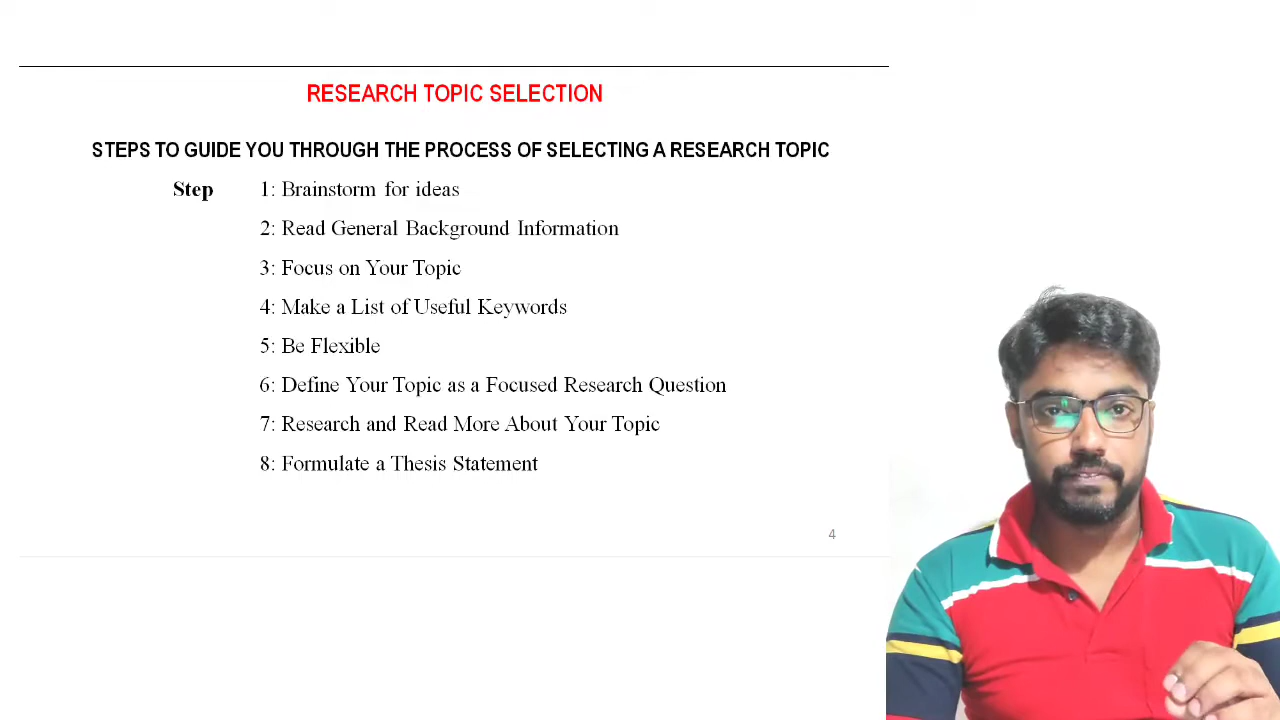 RESEARCH TOPIC SELECTION
STEPS TO GUIDE YOU THROUGH THE PROCESS OF SELECTING A RESEARCH TOPIC
Step 1: Brainstorm for ideas
2: Read General Background Information
3: Focus on Your Topic
4: Make a List of Useful Keywords
5: Be Flexible
6: Define Your Topic as a Focused Research Question
7: Research and Read More About Your Topic
8: Formulate a Thesis Statement
4